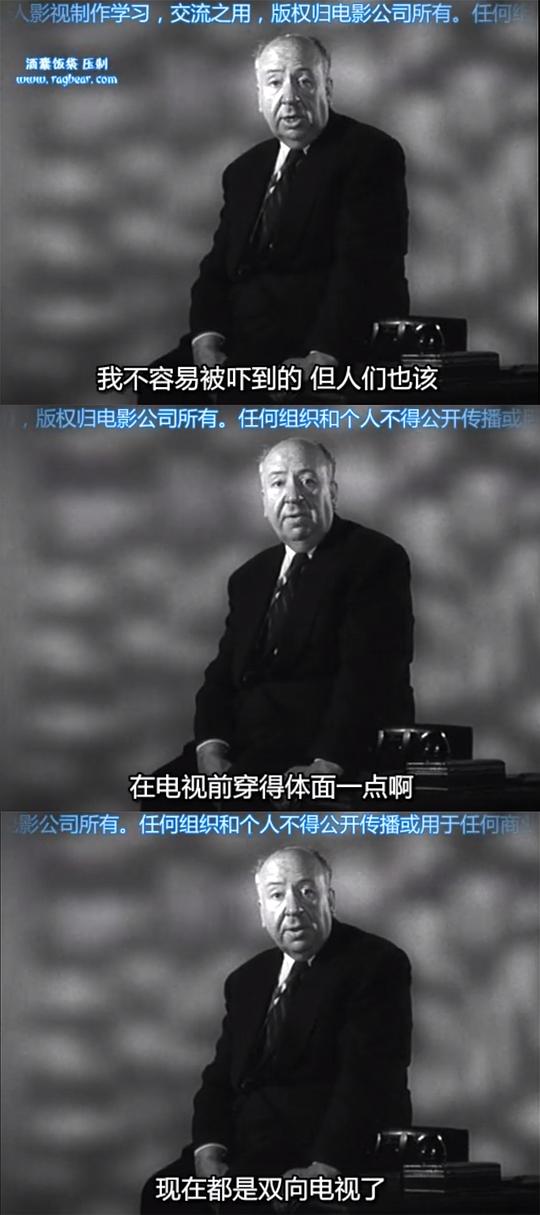 人影视制作学习，交流之用，版权归电影公司所有。任何组
酒囊饭袋 压制
www.ragbear.com
我不容易被吓到的 但人们也该
，版权归电影公司所有。任何组织和个人不得公开传播或
在电视前穿得体面一点啊
影公司所有。任何组织和个人不得公开传播或用于任何商
现在都是双向电视了